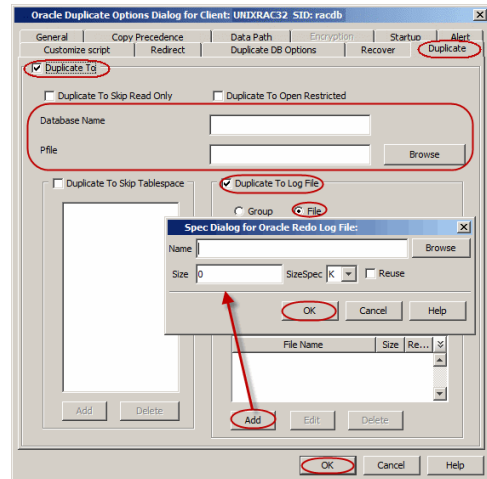 Oracle Duplicate Options Dialog for Client: UNIXRAC32 SID: racdb
General Copy Precedence Data Path Encryption Startup Alert
Customize script Redirect Duplicate DB Options Recover Duplicate
Duplicate To
Duplicate To Skip Read Only Duplicate To Open Restricted
Database Name
Pfile Browse
Duplicate To Skip Tablespace Duplicate To Log File
Group File
Spec Dialog for Oracle Redo Log File:
Name Browse
Size 0 SizeSpec K Reuse
OK Cancel Help
File Name Size Re...
Add Delete Add Edit Delete
OK Cancel Help